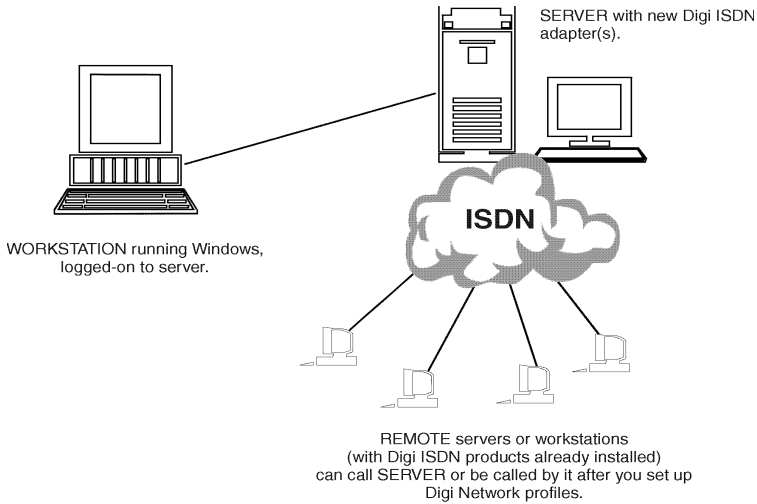 SERVER with new Digi ISDN
adapter(s).
ISDN
WORKSTATION running Windows,
logged-on to server.
REMOTE servers or workstations
(with Digi ISDN products already installed)
can call SERVER or be called by it after you set up
Digi Network profiles.